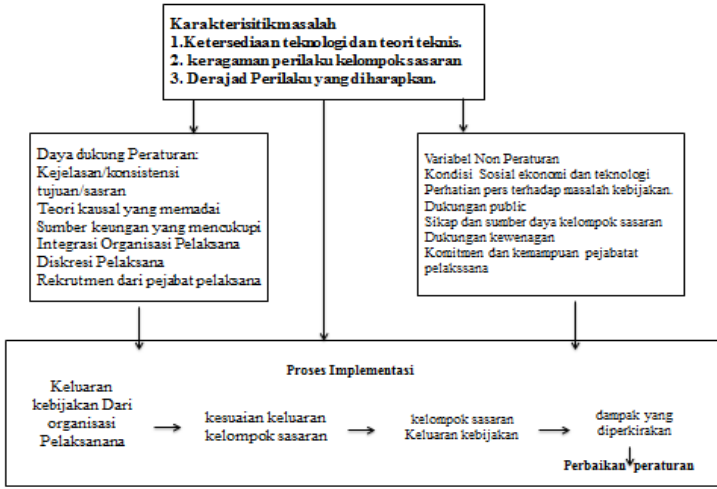 Karakterisitikmasalah
1.Ketersediaan teknologi dan teori teknis.
2. keragaman perilaku kelompok sasaran
3. Derajad Perilaku yang diharapkan.
Daya dukung Peraturan:
Kejelasan/konsistensi
tujuan/sasran
Teori kausal yang memadai
Sumber keungan yang mencukupi
Integrasi Organisasi Pelaksana
Diskresi Pelaksana
Rekrutmen dari pejabat pelaksana
Variabel Non Peraturan
Kondisi Sosial ekonomi dan teknologi
Perhatian pers terhadap masalah kebijakan.
Dukungan public
Sikap dan sumber daya kelompok sasaran
Dukungan kewenagan
Komitmen dan kemampuan pejabatat
pelakssana
Proses Implementasi
Keluaran
kebijakan Dari
organisasi
Pelaksanana
kesuaian keluaran
kelompok sasaran
kelompok sasaran
Keluaran kebijakan
dampak yang
diperkirakan
Perbaikan peraturan